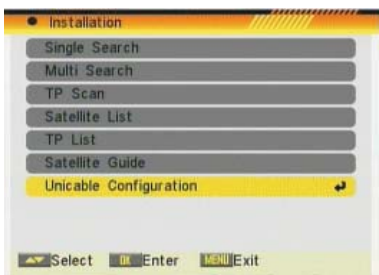 Installation
Single Search
Multi Search
TP Scan
Satellite List
TP List
Satellite Guide
Unicable Configuration
Select OK Enter MENU Exit